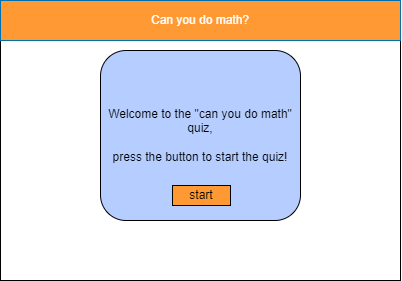 Can you do math?
Welcome to the "can you do math"
quiz,
press the button to start the quiz!
start